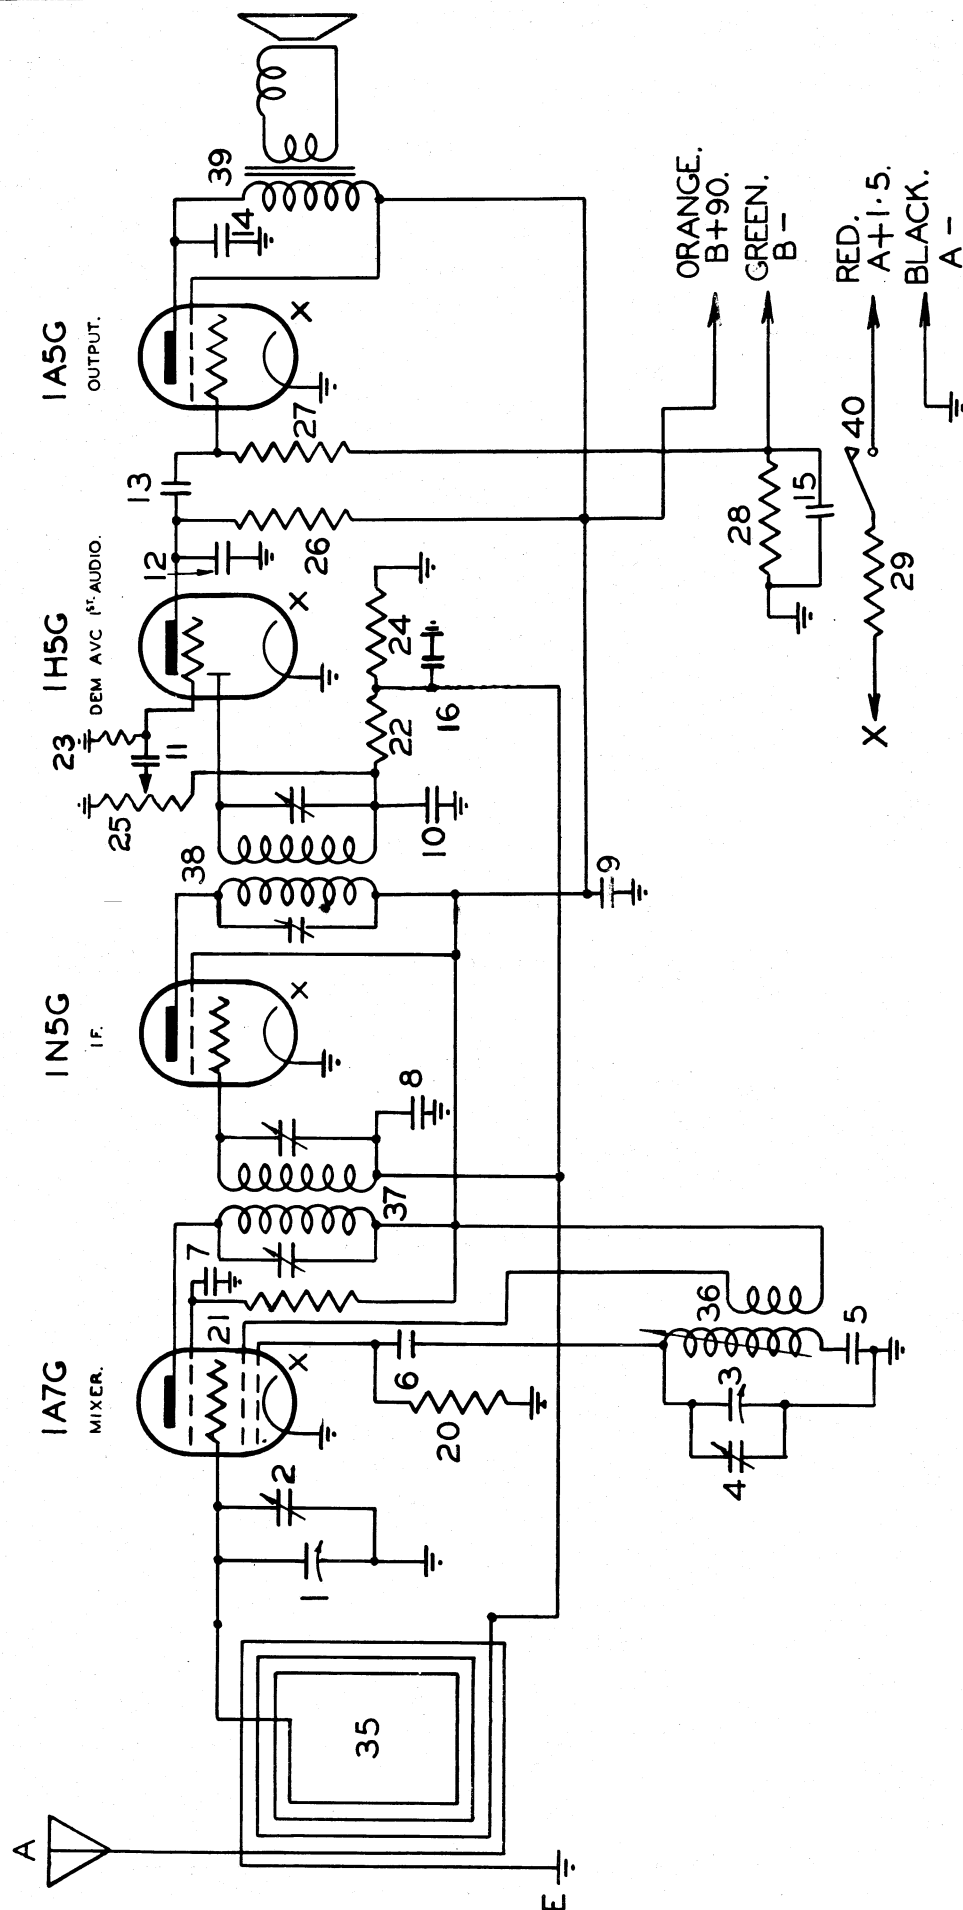 A
E
35
1A7G
MIXER.
1
2
21
7
6
20
3
4
36
5
X
37
1N5G
I F.
8
X
38
9
10
25
23
11
1H5G
DEM AVC 1ST. AUDIO.
X
22
24
16
12
13
26
27
1A5G
OUTPUT.
X
14
39
28
15
29
40
X
ORANGE.
B+90.
GREEN.
B-
RED.
A+1.5.
BLACK.
A-